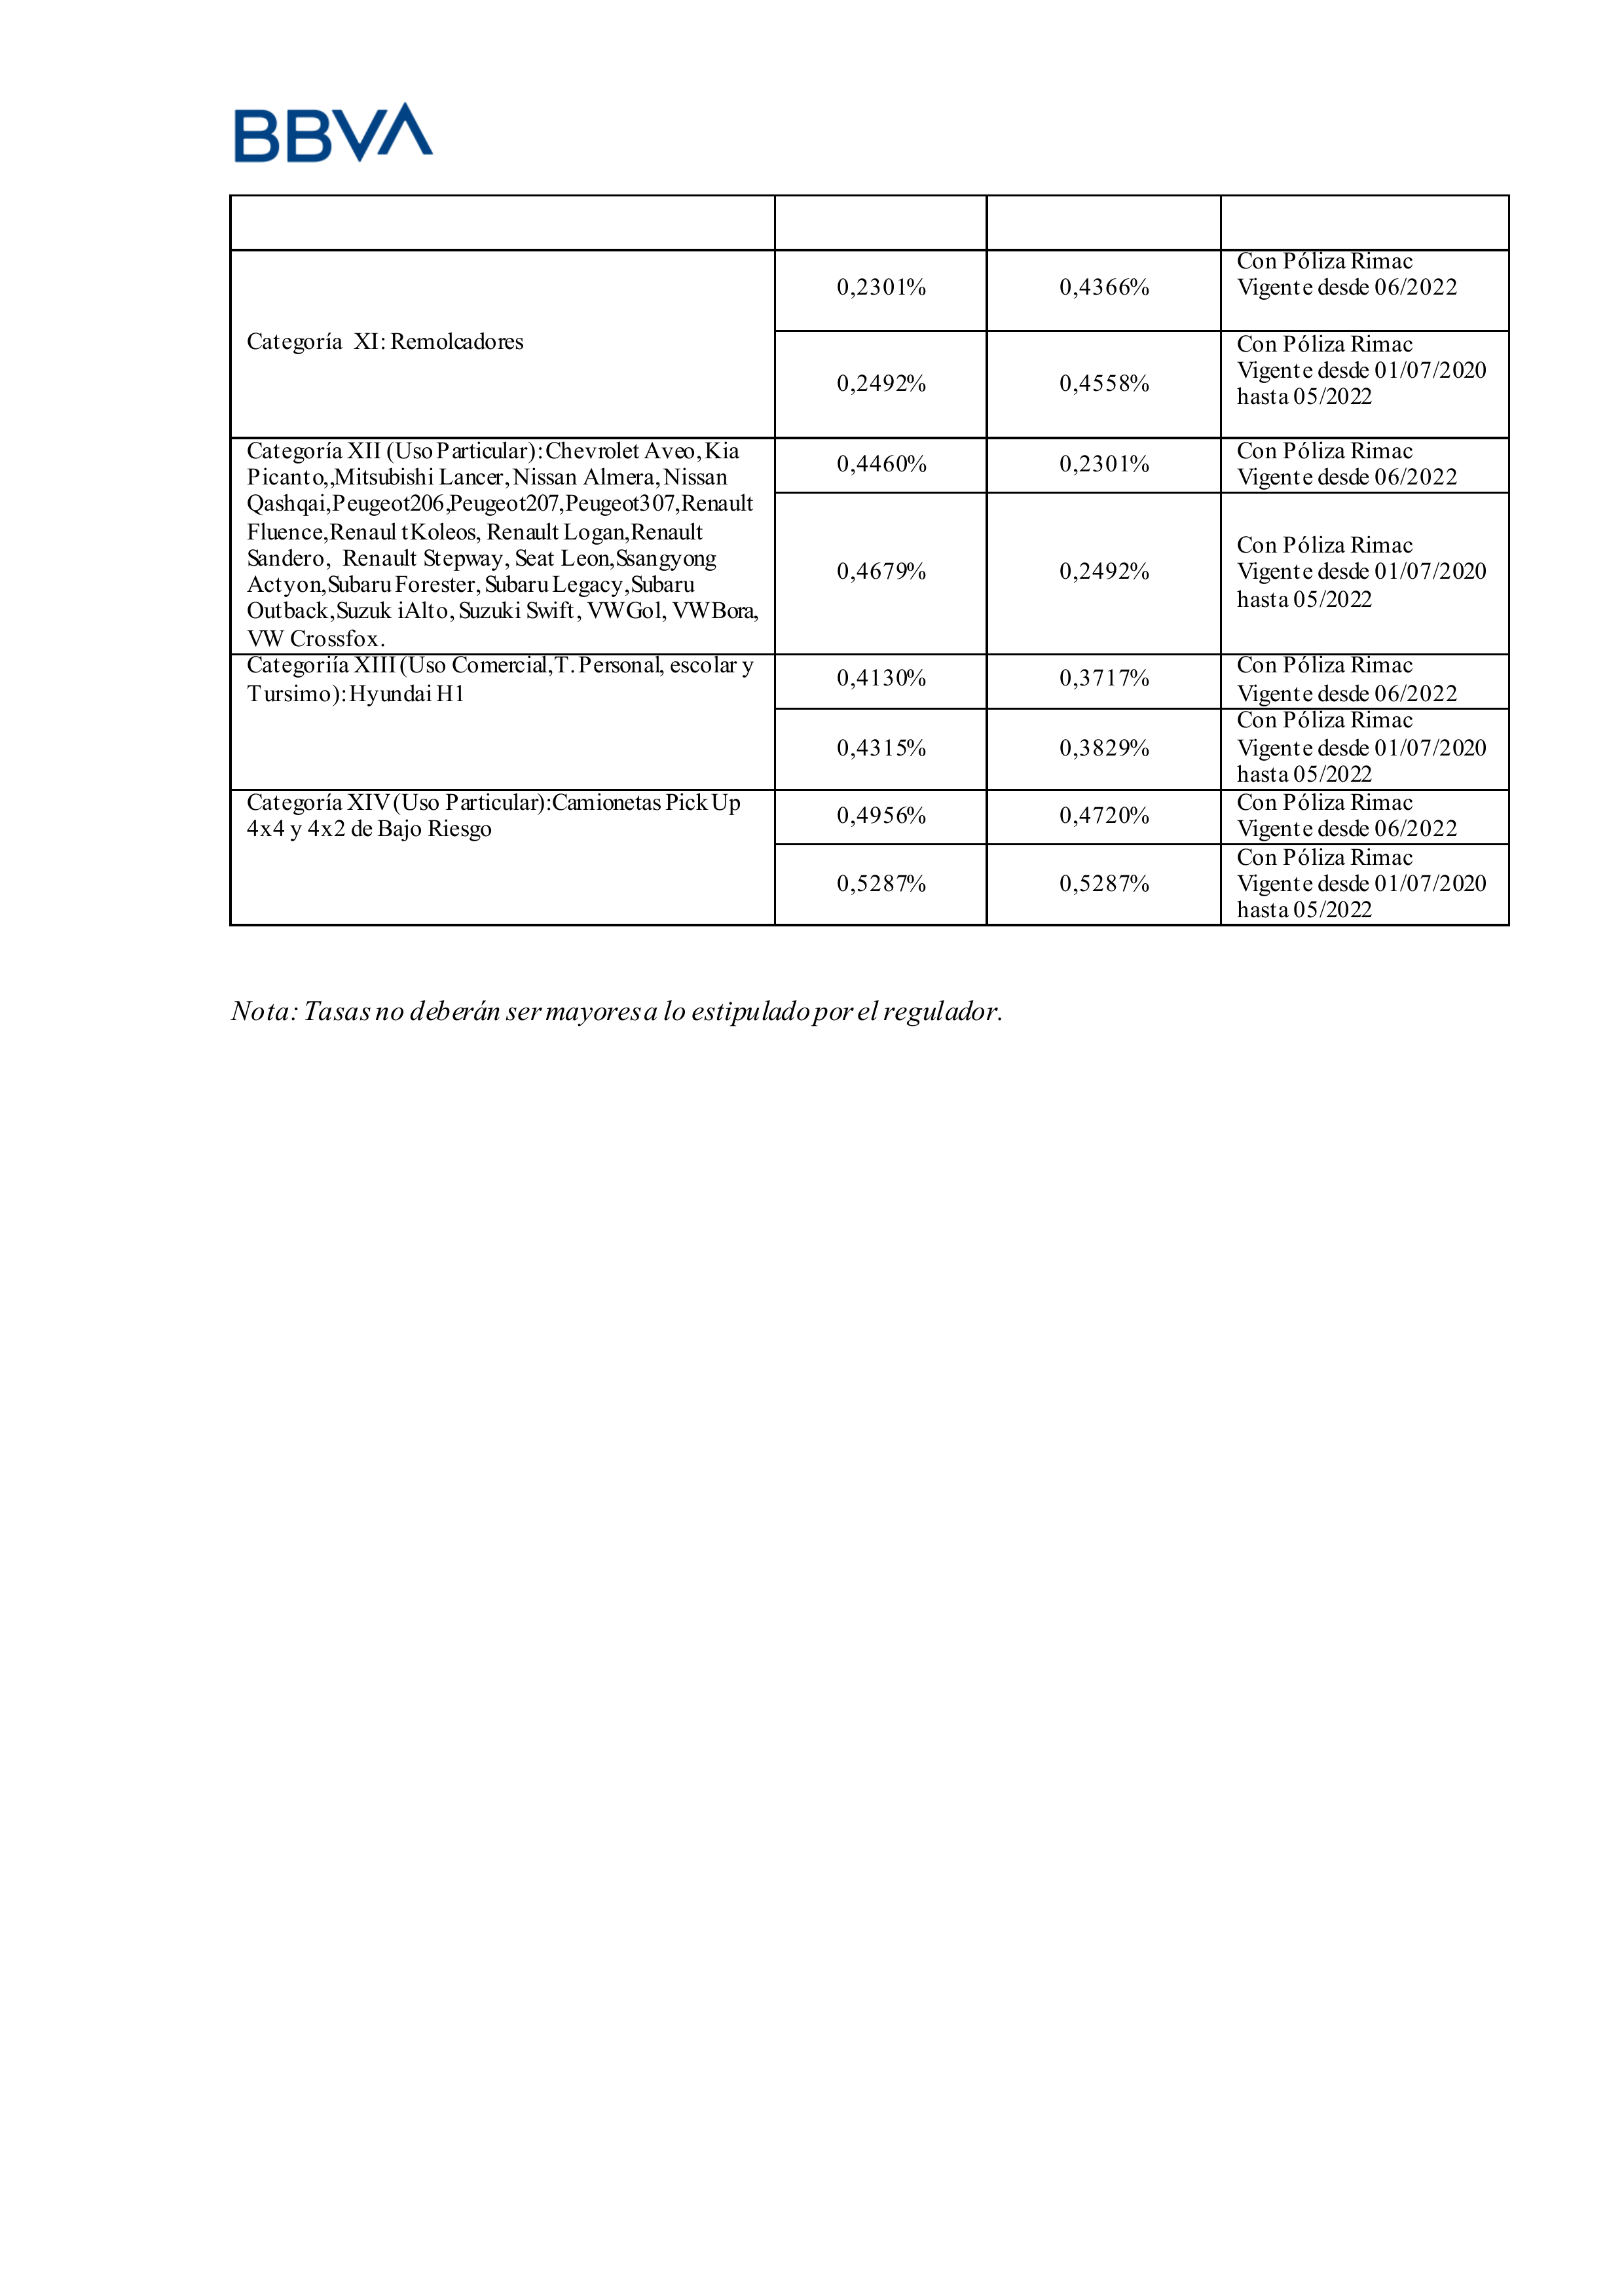 BBVA
0,2301% 0,4366% Con Póliza Rimac
Vigente desde 06/2022
Categoría XI: Remolcadores
0,2492% 0,4558% Con Póliza Rimac
Vigente desde 01/07/2020
hasta 05/2022
Categoría XII (Uso Particular): Chevrolet Aveo, Kia
Picanto,,Mitsubishi Lancer, Nissan Almera, Nissan
Qashqai,Peugeot206,Peugeot207,Peugeot307,Renault
Fluence,Renaul tKoleos, Renault Logan,Renault
Sandero, Renault Stepway, Seat Leon,Ssangyong
Actyon,Subaru Forester, Subaru Legacy,Subaru
Outback,Suzuk iAlto, Suzuki Swift, VWGol, VWBora,
VW Crossfox.
0,4460% 0,2301% Con Póliza Rimac
Vigente desde 06/2022
0,4679% 0,2492% Con Póliza Rimac
Vigente desde 01/07/2020
hasta 05/2022
Categoriía XIII (Uso Comercial,T. Personal, escolar y
Tursimo): Hyundai H1
0,4130% 0,3717% Con Póliza Rimac
Vigente desde 06/2022
0,4315% 0,3829% Con Póliza Rimac
Vigente desde 01/07/2020
hasta 05/2022
Categoría XIV (Uso Particular):Camionetas Pick Up
4x4 y 4x2 de Bajo Riesgo
0,4956% 0,4720% Con Póliza Rimac
Vigente desde 06/2022
0,5287% 0,5287% Con Póliza Rimac
Vigente desde 01/07/2020
hasta 05/2022
Nota: Tasas no deberán ser mayores a lo estipulado por el regulador.